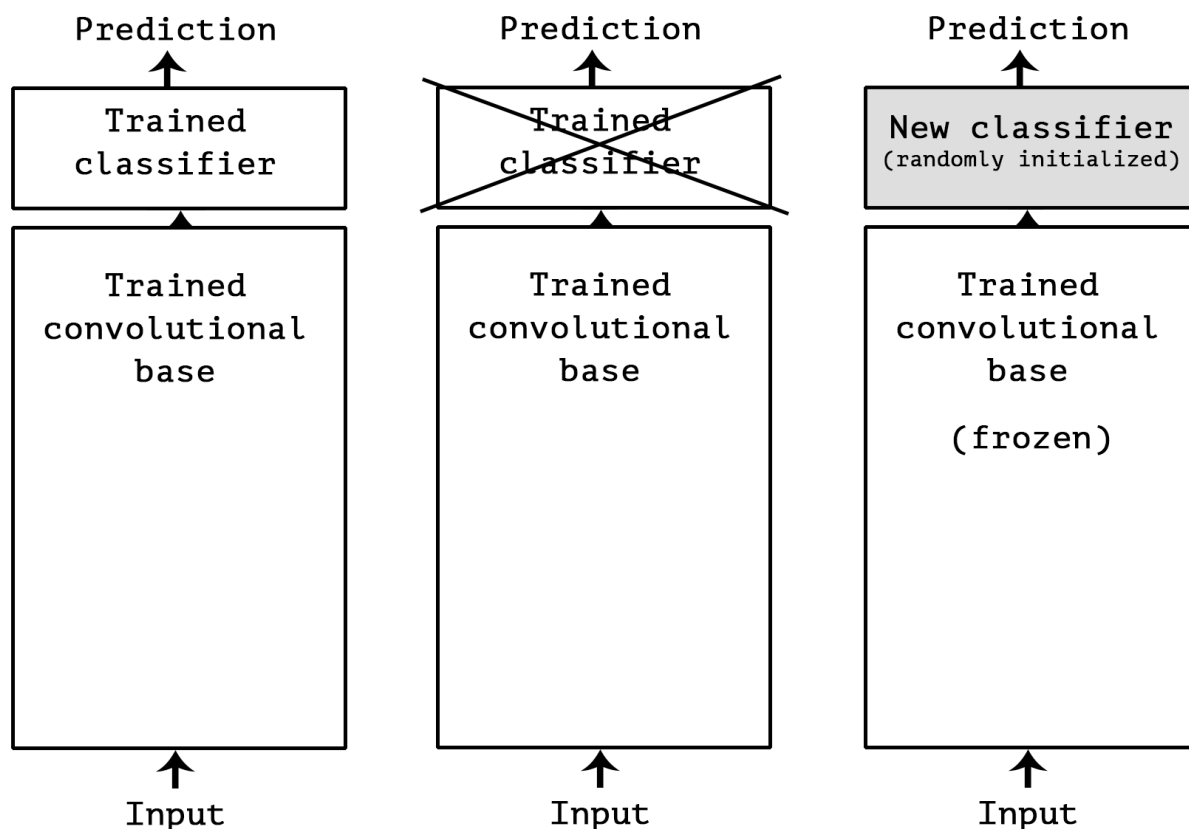 Prediction
Trained
classifier
Trained
convolutional
base
Input
Prediction
Trained
classifier
Trained
convolutional
base
Input
Prediction
New classifier
(randomly initialized)
Trained
convolutional
base
(frozen)
Input